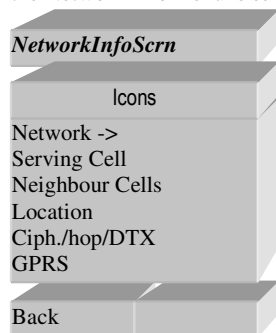 NetworkInfoScrn
Icons
Network ->
Serving Cell
Neighbour Cells
Location
Ciph./hop/DTX
GPRS
Back